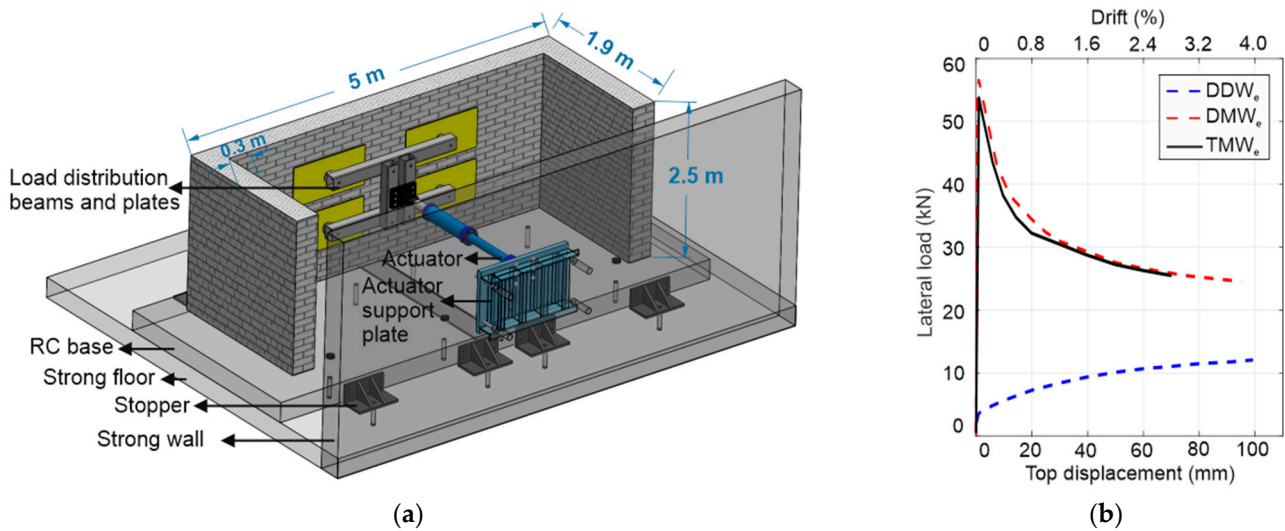 5 m
1.9 m
0.3 m
2.5 m
Load distribution
beams and plates
Actuator
Actuator
support
plate
RC base
Strong floor
Stopper
Strong wall
(a)
Drift (%)
0 0.8 1.6 2.4 3.2 4.0
60
50
40
30
20
10
0
Lateral load (kN)
DDWe
DMWe
TMWe
0 20 40 60 80 100
Top displacement (mm)
(b)